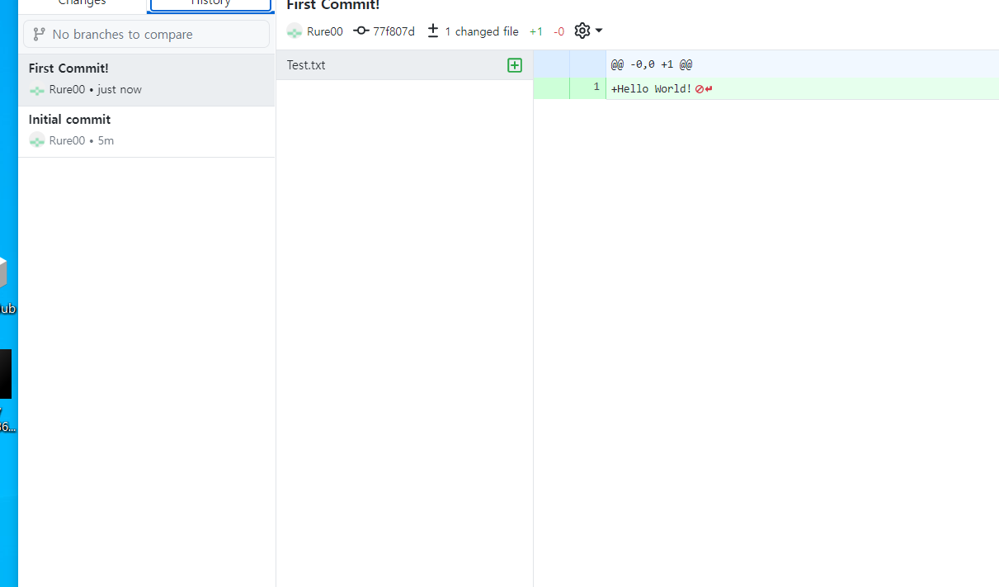 Changes
History
No branches to compare
First Commit!
Rure00 • just now
Initial commit
Rure00 • 5m
First Commit!
Rure00 77f807d 1 changed file +1 -0
Test.txt
@@ -0,0 +1 @@
1 +Hello World!
ub
36...